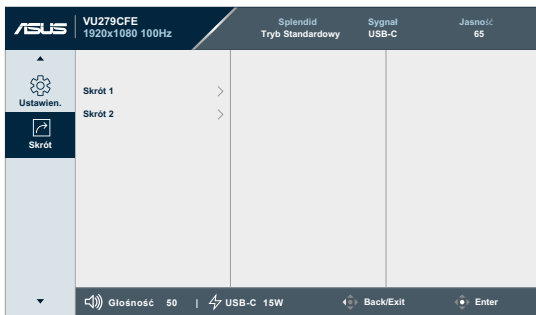 ASUS
VU279CFE
1920x1080 100Hz
Splendid
Tryb Standardowy
Sygnał
USB-C
Jasność
65
Ustawien.
Skrót
Skrót 1
Skrót 2
Głośność 50 | USB-C 15W Back/Exit Enter